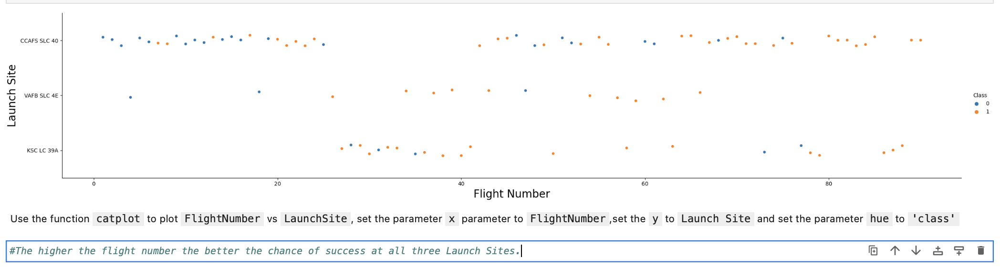 Launch Site
CCAFS SLC 40
VAFB SLC 4E
KSC LC 39A
Class
0
1
0 20 40 60 80
Flight Number
Use the function catplot to plot FlightNumber vs LaunchSite, set the parameter x parameter to FlightNumber,set the y to Launch Site and set the parameter hue to 'class'
#The higher the flight number the better the chance of success at all three Launch Sites.